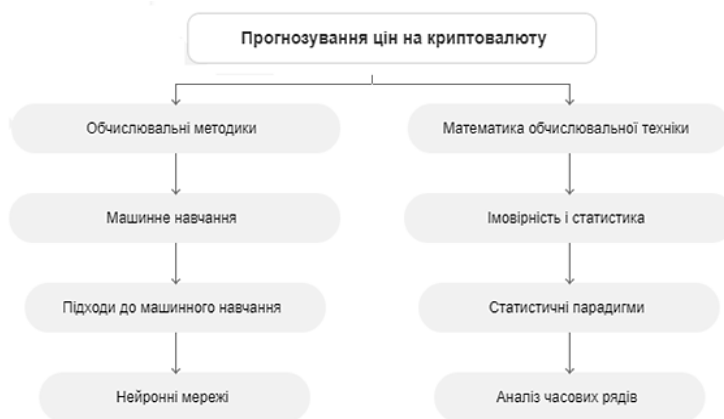 Прогнозування цін на криптовалюту
Обчислювальні методики
Математика обчислювальної техніки
Машинне навчання
Імовірність і статистика
Підходи до машинного навчання
Статистичні парадигми
Нейронні мережі
Аналіз часових рядів